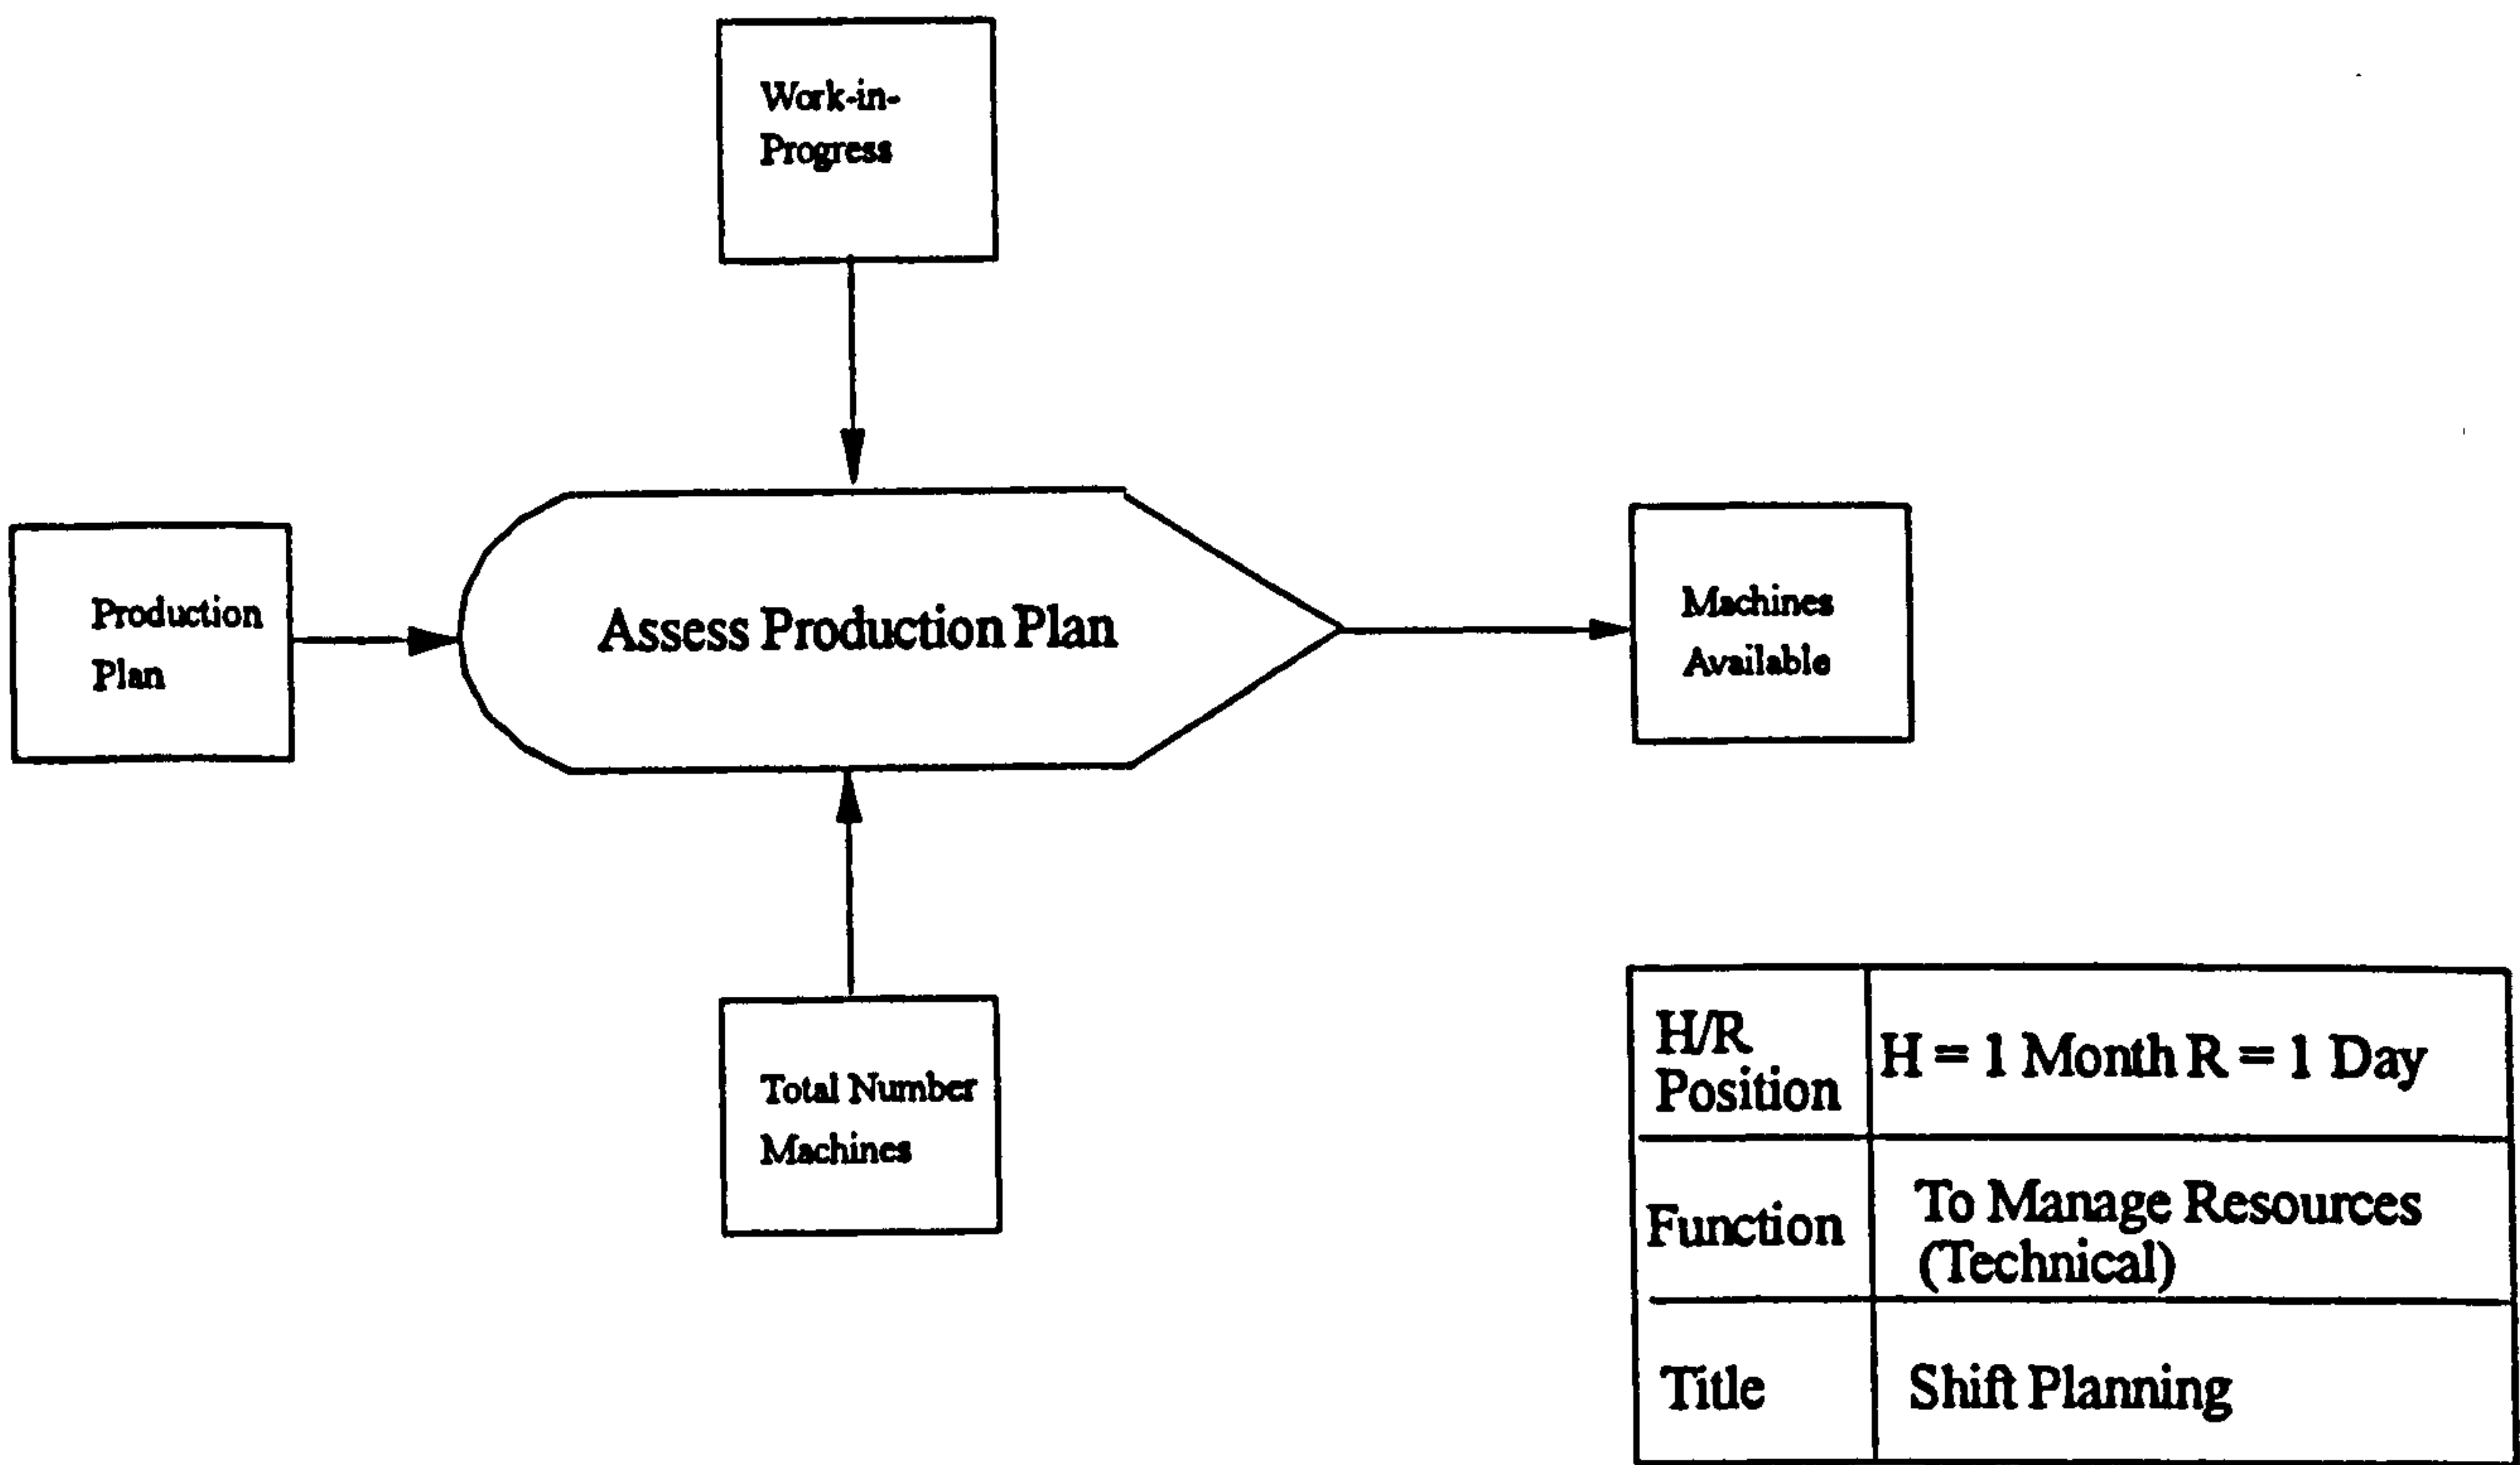 Work-in-
Progress
Production
Plan
Assess Production Plan
Machines
Available
Total Number
Machines
H/R
Position
H = 1 Month R = 1 Day
Function
To Manage Resources
(Technical)
Title
Shift Planning